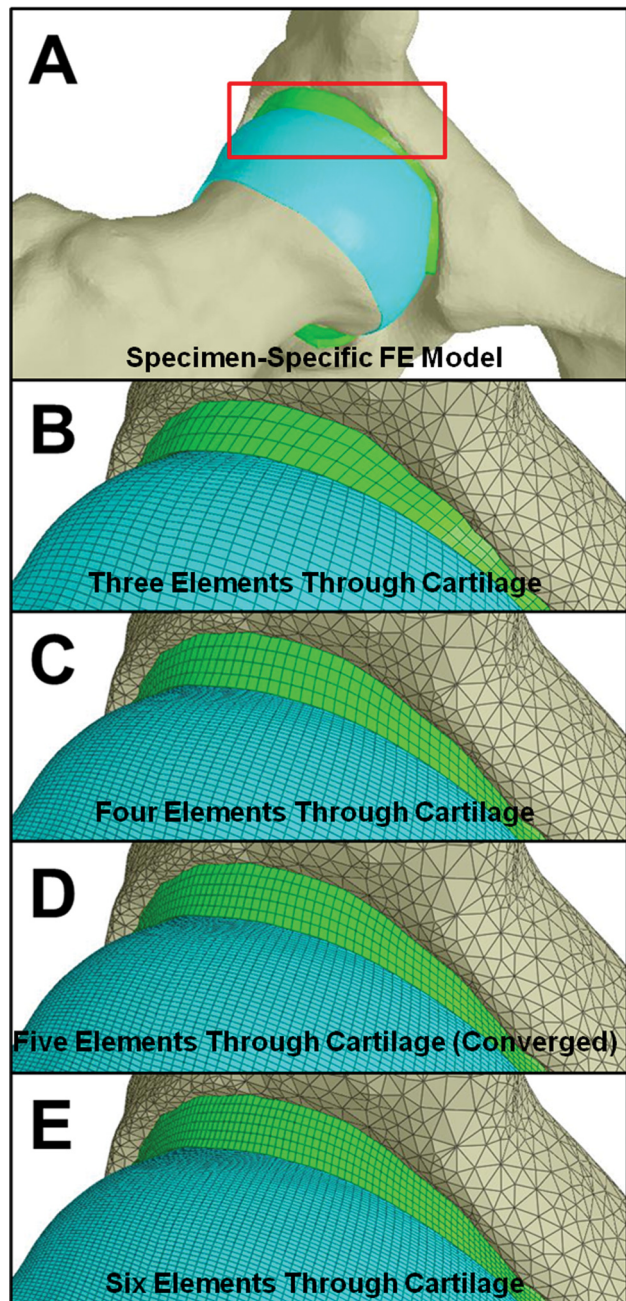 A
Specimen-Specific FE Model
B
Three Elements Through Cartilage
C
Four Elements Through Cartilage
D
Five Elements Through Cartilage (Converged)
E
Six Elements Through Cartilage